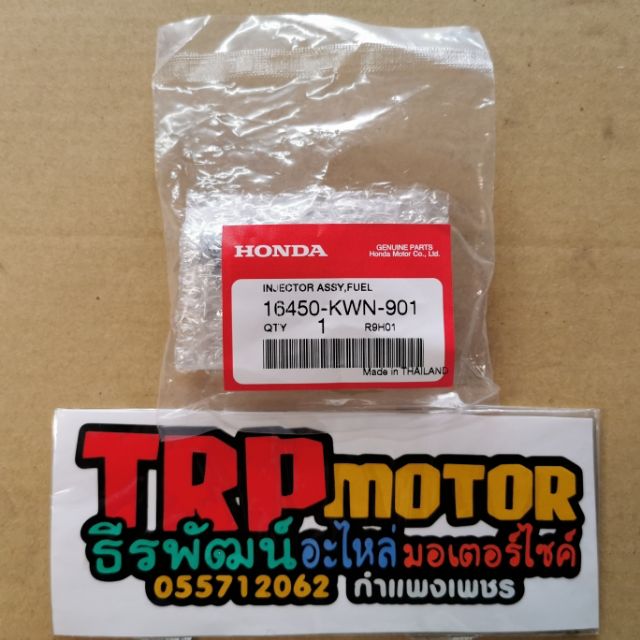 HONDA
GENUINE PARTS
Honda Motor Co., Ltd.
INJECTOR ASSY,FUEL
16450-KWN-901
QTY 1 R9H01
Made in THAILAND
TRP MOTOR
ธีรพัฒน์อะไหล่มอเตอร์ไซค์
055712062 กำแพงเพชร